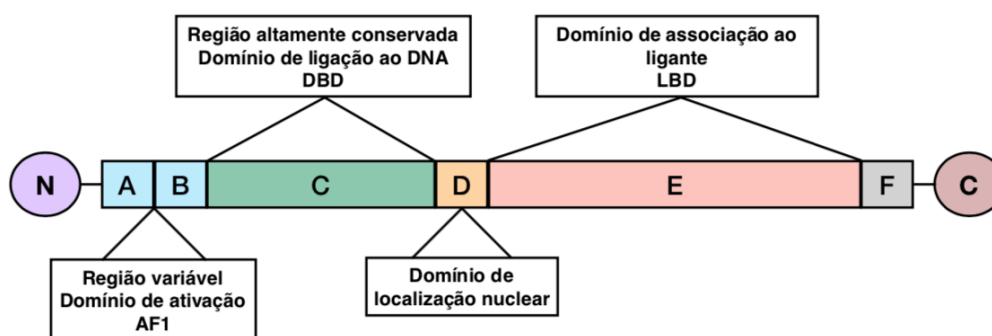 Região altamente conservada
Domínio de ligação ao DNA
DBD
Domínio de associação ao
ligante
LBD
N
A
B
C
D
E
F
C
Região variável
Domínio de ativação
AF1
Domínio de
localização nuclear